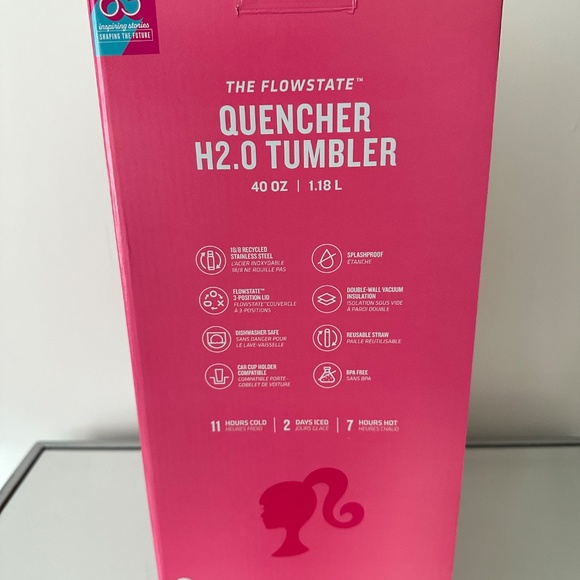 65
inspiring stories
SHAPING THE FUTURE
THE FLOWSTATE™
QUENCHER
H2.0 TUMBLER
40 OZ | 1.18 L
18/8 RECYCLED
STAINLESS STEEL
L'ACIER INOXYDABLE
18/8 NE ROUILLE PAS
SPLASHPROOF
ÉTANCHE
FLOWSTATE™
3-POSITION LID
FLOWSTATE™COUVERCLE
À 3-POSITIONS
DOUBLE-WALL VACUUM
INSULATION
ISOLATION SOUS VIDE
À PAROI DOUBLE
DISHWASHER SAFE
SANS DANGER POUR
LE LAVE-VAISSELLE
REUSABLE STRAW
PAILLE RÉUTILISABLE
CAR CUP HOLDER
COMPATIBLE
COMPATIBLE PORTE-
GOBELET DE VOITURE
BPA FREE
SANS BPA
11 HOURS COLD
HEURES FROID
2 DAYS ICED
JOURS GLACÉ
7 HOURS HOT
HEURES CHAUD